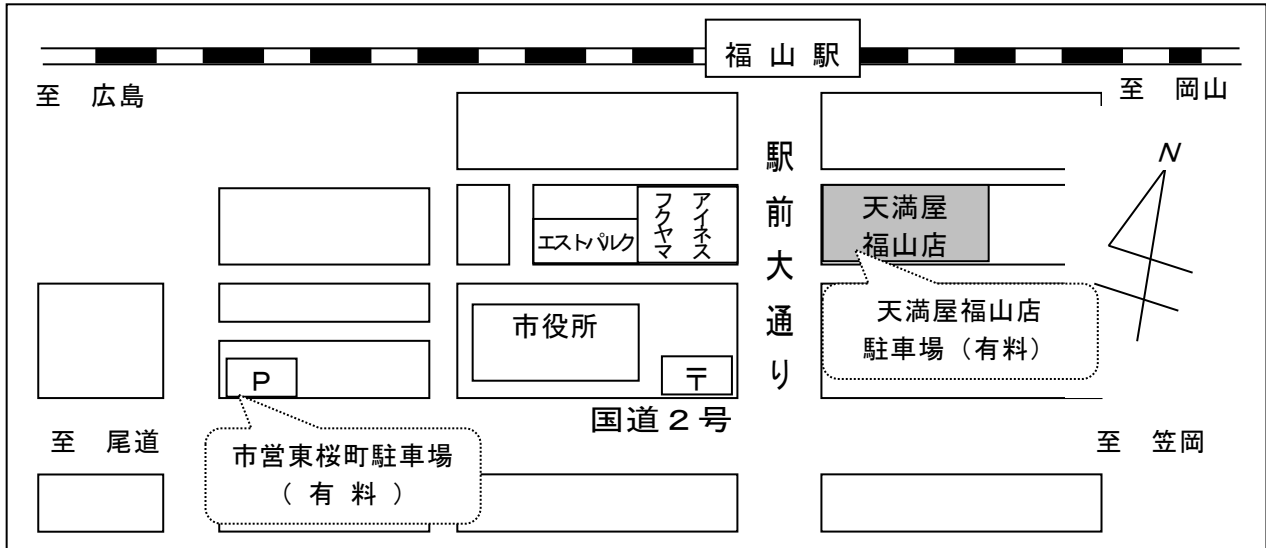 福山駅
至 広島
至 岡山
N
駅前大通り
エストパルク
アイネス
フクヤマ
天満屋
福山店
天満屋福山店
駐車場（有料）
市役所
〒
P
国道２号
至 尾道
至 笠岡
市営東桜町駐車場
（有料）